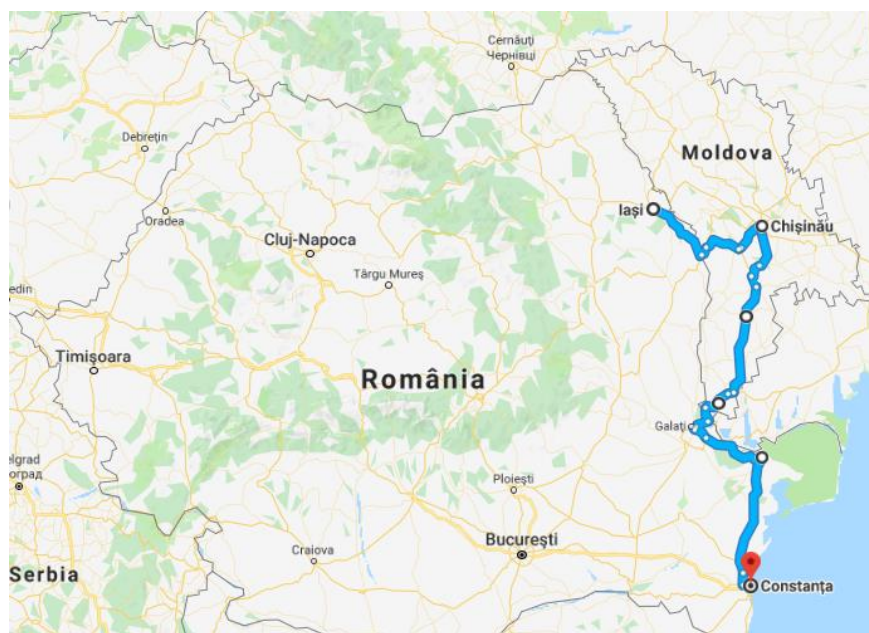 Cernăuți
Чернівці
Debrețin
Moldova
Iași
Oradea
Chișinău
Cluj-Napoca
Târgu Mureș
edin
Timișoara
România
Galați
elgrad
оград
Ploiești
București
Craiova
Serbia
Constanța